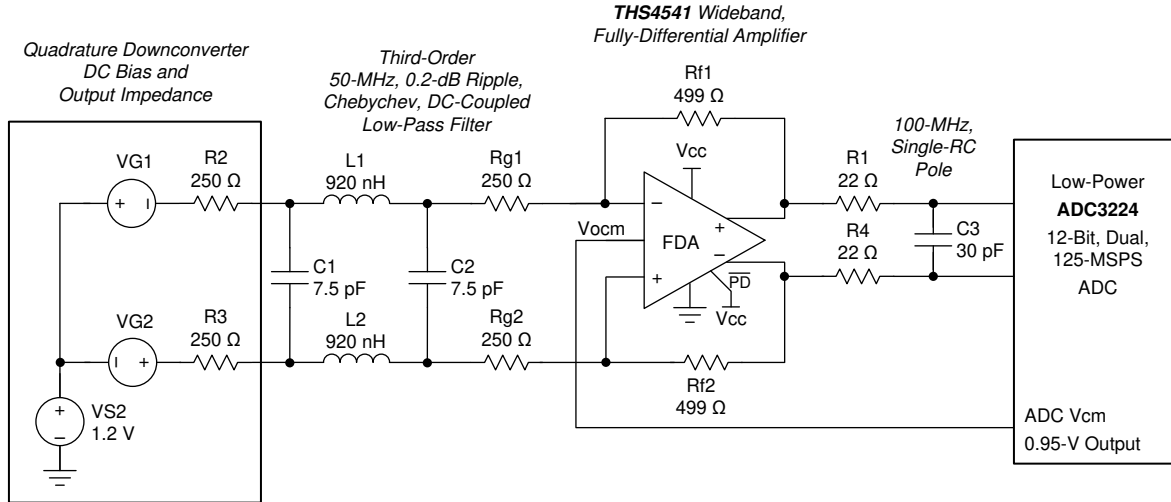 THS4541 Wideband,
Fully-Differential Amplifier
Quadrature Downconverter
DC Bias and
Output Impedance
Third-Order
50-MHz, 0.2-dB Ripple,
Chebychev, DC-Coupled
Low-Pass Filter
Rf1
499 Ω
100-MHz,
Single-RC
Pole
VG1
R2
250 Ω
L1
920 nH
Rg1
250 Ω
Vcc
R1
22 Ω
Low-Power
ADC3224
12-Bit, Dual,
125-MSPS
ADC
Vocm
FDA
R4
22 Ω
C3
30 pF
C1
7.5 pF
C2
7.5 pF
PD
Vcc
VG2
R3
250 Ω
L2
920 nH
Rg2
250 Ω
Rf2
499 Ω
VS2
1.2 V
ADC Vcm
0.95-V Output